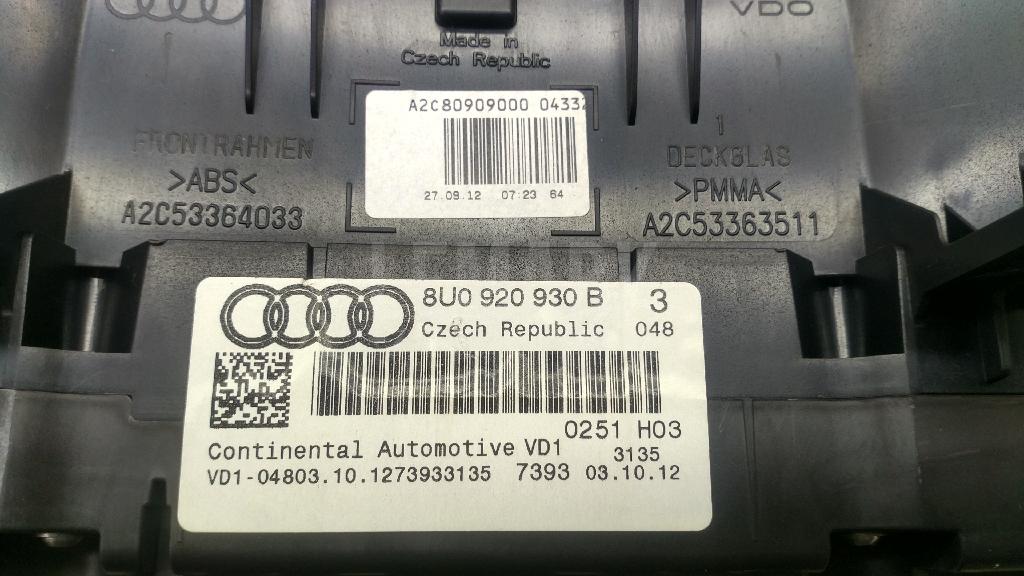 VDO
Made in
Czech Republic
A2C80909000 04332
27.09.12 07:23 64
FRONTRAHMEN
>ABS<
A2C53364033
1
DECKGLAS
>PMMA<
A2C53363511
8U0 920 930 B 3
Czech Republic 048
0251 H03
Continental Automotive VD1 3135
VD1-04803.10.1273933135 7393 03.10.12